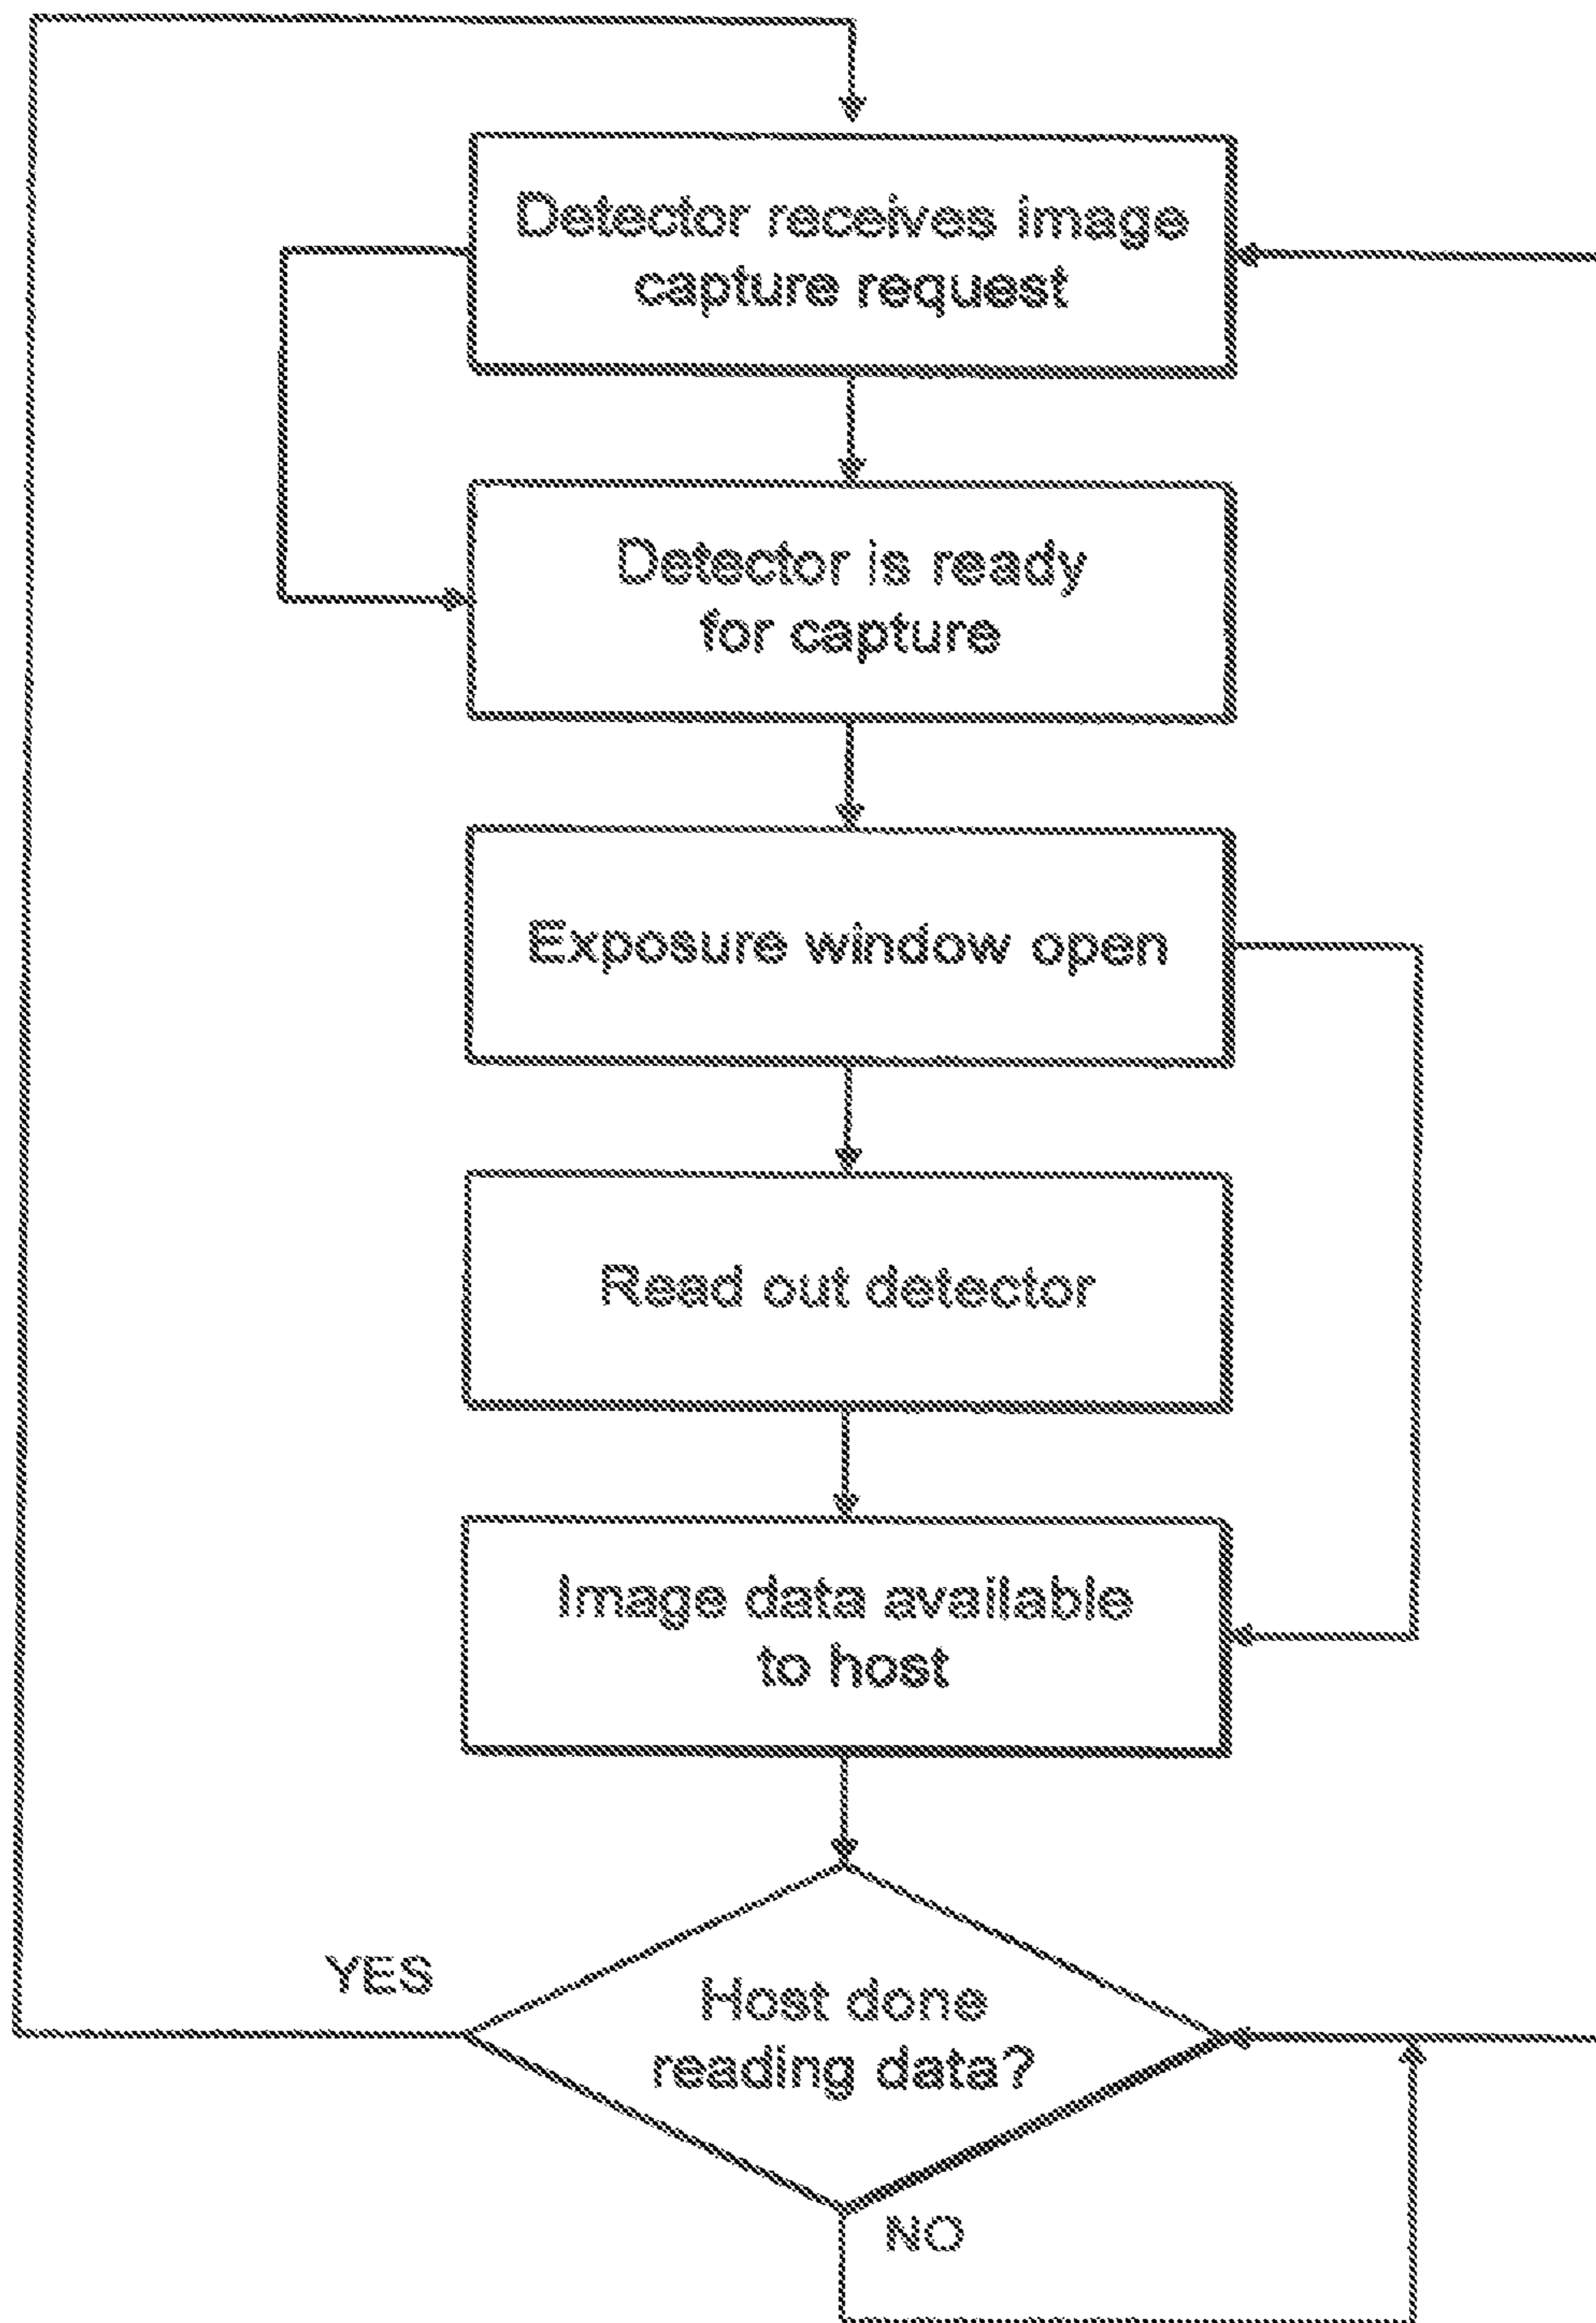 Detector receives image
capture request
Detector is ready
for capture
Exposure window open
Read out detector
Image data available
to host
YES
Host done
reading data?
NO